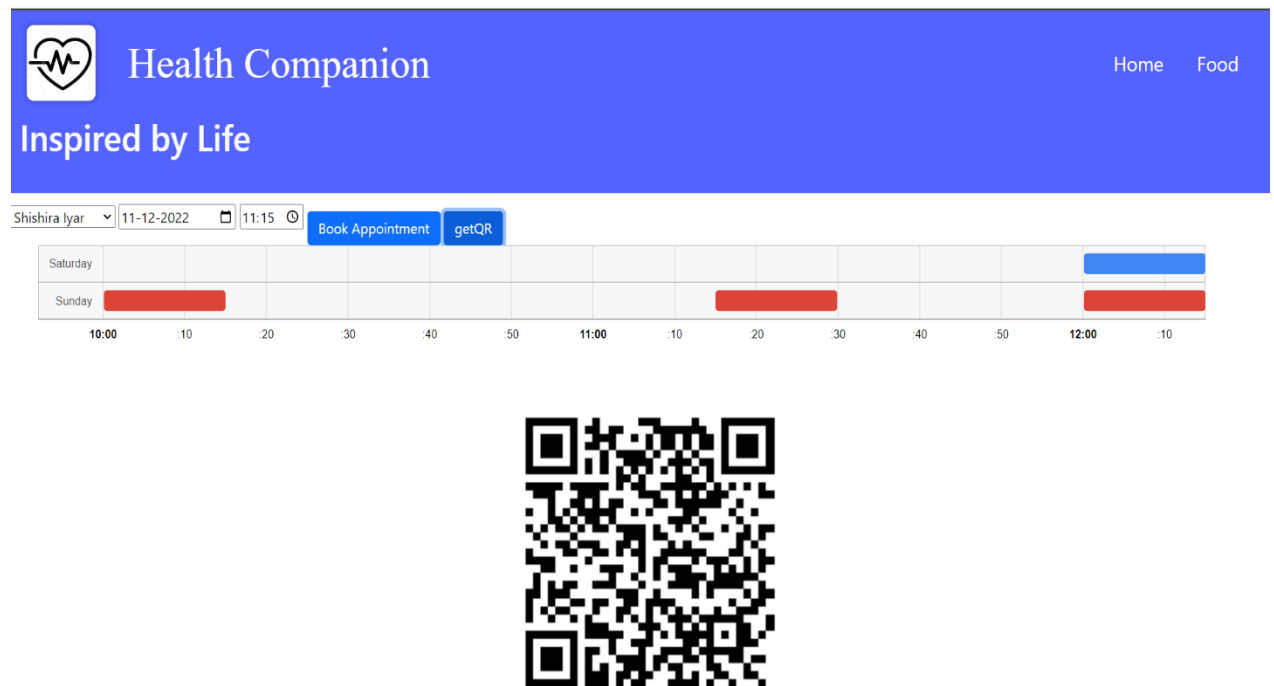 Health Companion
Home Food
Inspired by Life
Shishira Iyar 11-12-2022 11:15 Book Appointment getQR
Saturday
Sunday
10:00 :10 :20 :30 :40 :50 11:00 :10 :20 :30 :40 :50 12:00 :10